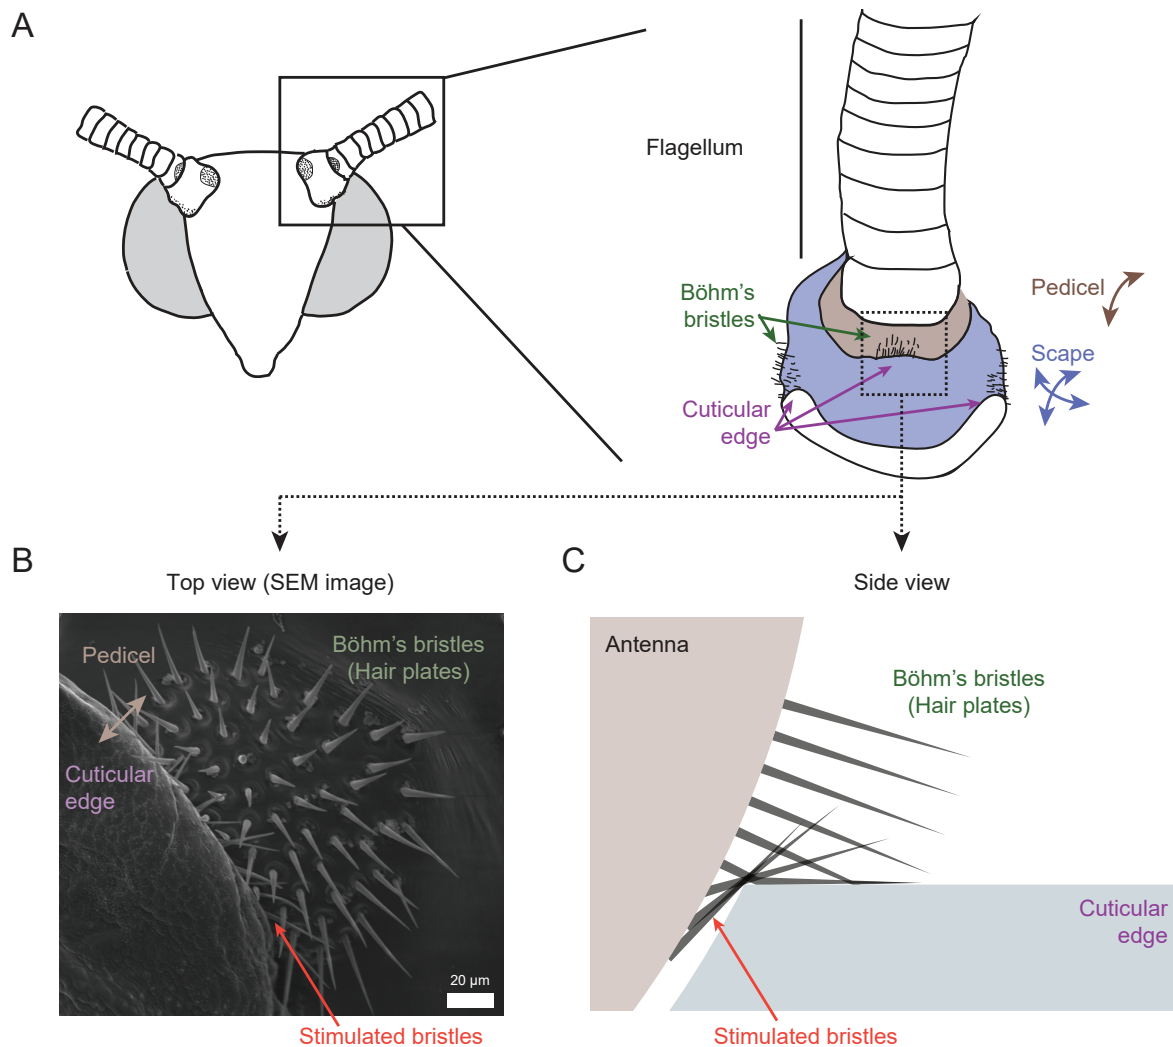 A
Flagellum
Böhm's
bristles
Pedicel
Scape
Cuticular
edge
B
Top view (SEM image)
C
Side view
Pedicel
Böhm's bristles
(Hair plates)
Cuticular
edge
20 µm
Stimulated bristles
Antenna
Böhm's bristles
(Hair plates)
Cuticular
edge
Stimulated bristles